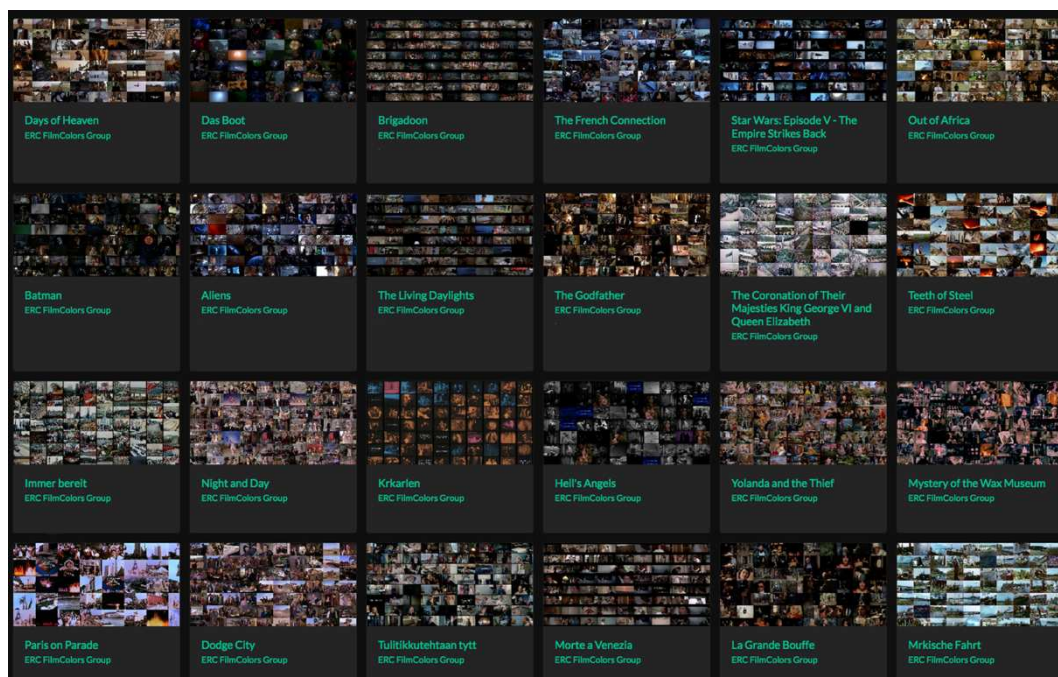 Days of Heaven
ERC FilmColors Group
Das Boot
ERC FilmColors Group
Brigadoon
ERC FilmColors Group
The French Connection
ERC FilmColors Group
Star Wars: Episode V - The
Empire Strikes Back
ERC FilmColors Group
Out of Africa
ERC FilmColors Group
Batman
ERC FilmColors Group
Aliens
ERC FilmColors Group
The Living Daylights
ERC FilmColors Group
The Godfather
ERC FilmColors Group
The Coronation of Their
Majesties King George VI and
Queen Elizabeth
ERC FilmColors Group
Teeth of Steel
ERC FilmColors Group
Immer bereit
ERC FilmColors Group
Night and Day
ERC FilmColors Group
Krkarlen
ERC FilmColors Group
Hell's Angels
ERC FilmColors Group
Yolanda and the Thief
ERC FilmColors Group
Mystery of the Wax Museum
ERC FilmColors Group
Paris on Parade
ERC FilmColors Group
Dodge City
ERC FilmColors Group
Tulitikkutehtaan tytt
ERC FilmColors Group
Morte a Venezia
ERC FilmColors Group
La Grande Bouffe
ERC FilmColors Group
Mrkische Fahrt
ERC FilmColors Group